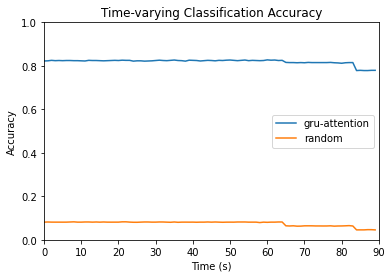 Time-varying Classification Accuracy
1.0
0.8
0.6
0.4
0.2
0.0
Accuracy
gru-attention
random
0 10 20 30 40 50 60 70 80 90
Time (s)